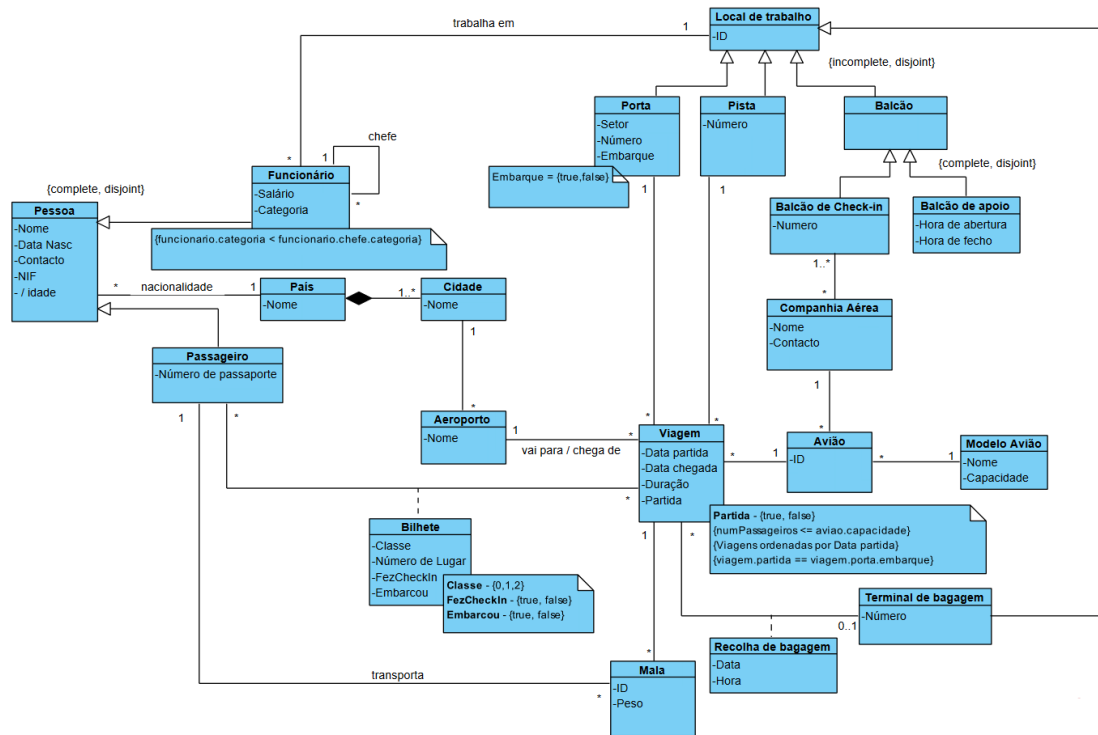 Local de trabalho
-ID
trabalha em
1
{incomplete, disjoint}
Porta
-Setor
-Número
-Embarque
Embarque = {true,false}
1
Pista
-Número
1
Balcão
{complete, disjoint}
Balcão de Check-in
-Numero
1..*
Balcão de apoio
-Hora de abertura
-Hora de fecho
chefe
1
*
*
Funcionário
-Salário
-Categoria
{funcionario.categoria < funcionario.chefe.categoria}
{complete, disjoint}
Pessoa
-Nome
-Data Nasc
-Contacto
-NIF
- / idade
*
nacionalidade
1
País
-Nome
1..*
Cidade
-Nome
1
*
Companhia Aérea
-Nome
-Contacto
1
*
Passageiro
-Número de passaporte
1
*
*
Aeroporto
-Nome
1
*
vai para / chega de
*
*
Viagem
-Data partida
-Data chegada
-Duração
-Partida
*
1
Avião
-ID
*
1
Modelo Avião
-Nome
-Capacidade
*
1
*
Partida - {true, false}
{numPassageiros <= aviao.capacidade}
{Viagens ordenadas por Data partida}
{viagem.partida == viagem.porta.embarque}
Bilhete
-Classe
-Número de Lugar
-FezCheckIn
-Embarcou
Classe - {0,1,2}
FezCheckIn - {true, false}
Embarcou - {true, false}
Terminal de bagagem
-Número
0..1
Recolha de bagagem
-Data
-Hora
transporta
*
*
Mala
-ID
-Peso